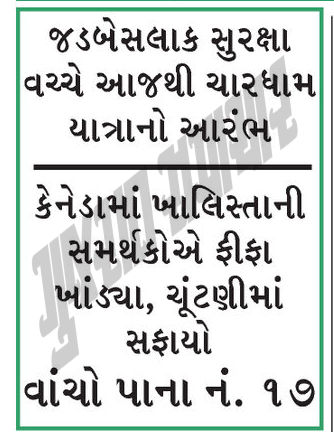 જડબેસલાક સુરક્ષા
વચ્ચે આજથી ચારધામ
યાત્રાનો આરંભ
કેનેડામાં ખાલિસ્તાની
સમર્થકોએ ફીફા
ખાંડ્યા, ચૂંટણીમાં
સફાયો
વાંચો પાના નં. ૧૭